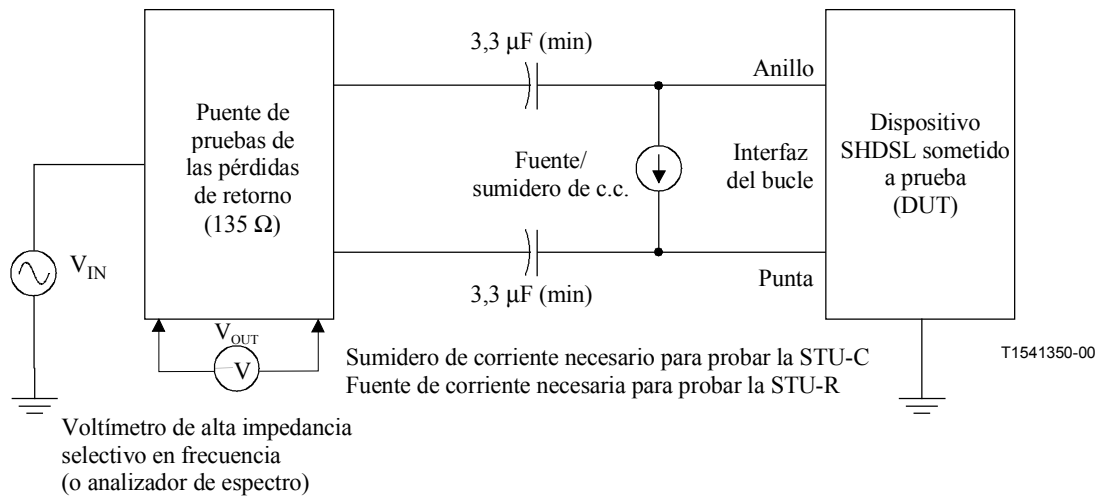 3,3 µF (min)
Anillo
Puente de
pruebas de
las pérdidas
de retorno
(135 Ω)
Fuente/
sumidero de c.c.
Interfaz
del bucle
Dispositivo
SHDSL sometido
a prueba
(DUT)
V_IN
3,3 µF (min)
Punta
V_OUT
V
Sumidero de corriente necesario para probar la STU-C
Fuente de corriente necesaria para probar la STU-R
T1541350-00
Voltímetro de alta impedancia
selectivo en frecuencia
(o analizador de espectro)